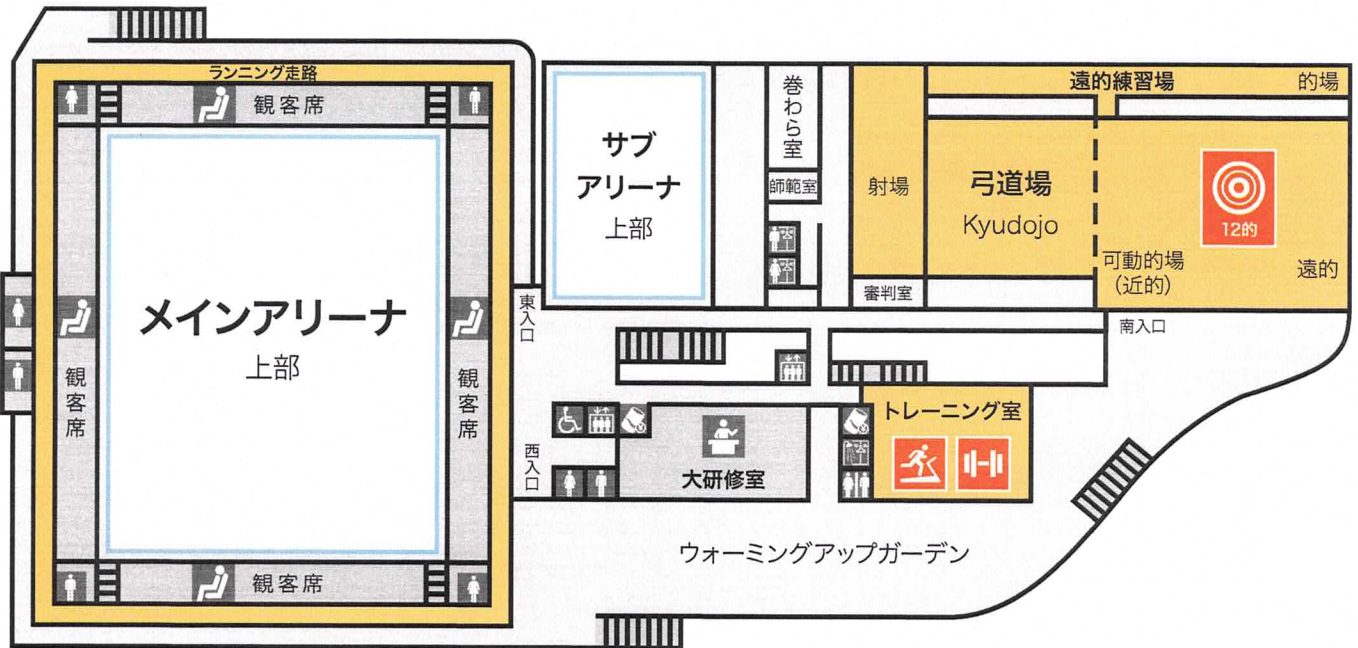 ランニング走路
観客席
メインアリーナ
上部
観客席
観客席
観客席
サブ
アリーナ
上部
東入口
西入口
巻わら室
師範室
射場
審判室
弓道場
Kyudojo
遠的練習場
的場
12的
可動的場
(近的)
遠的
南入口
大研修室
トレーニング室
ウォーミングアップガーデン